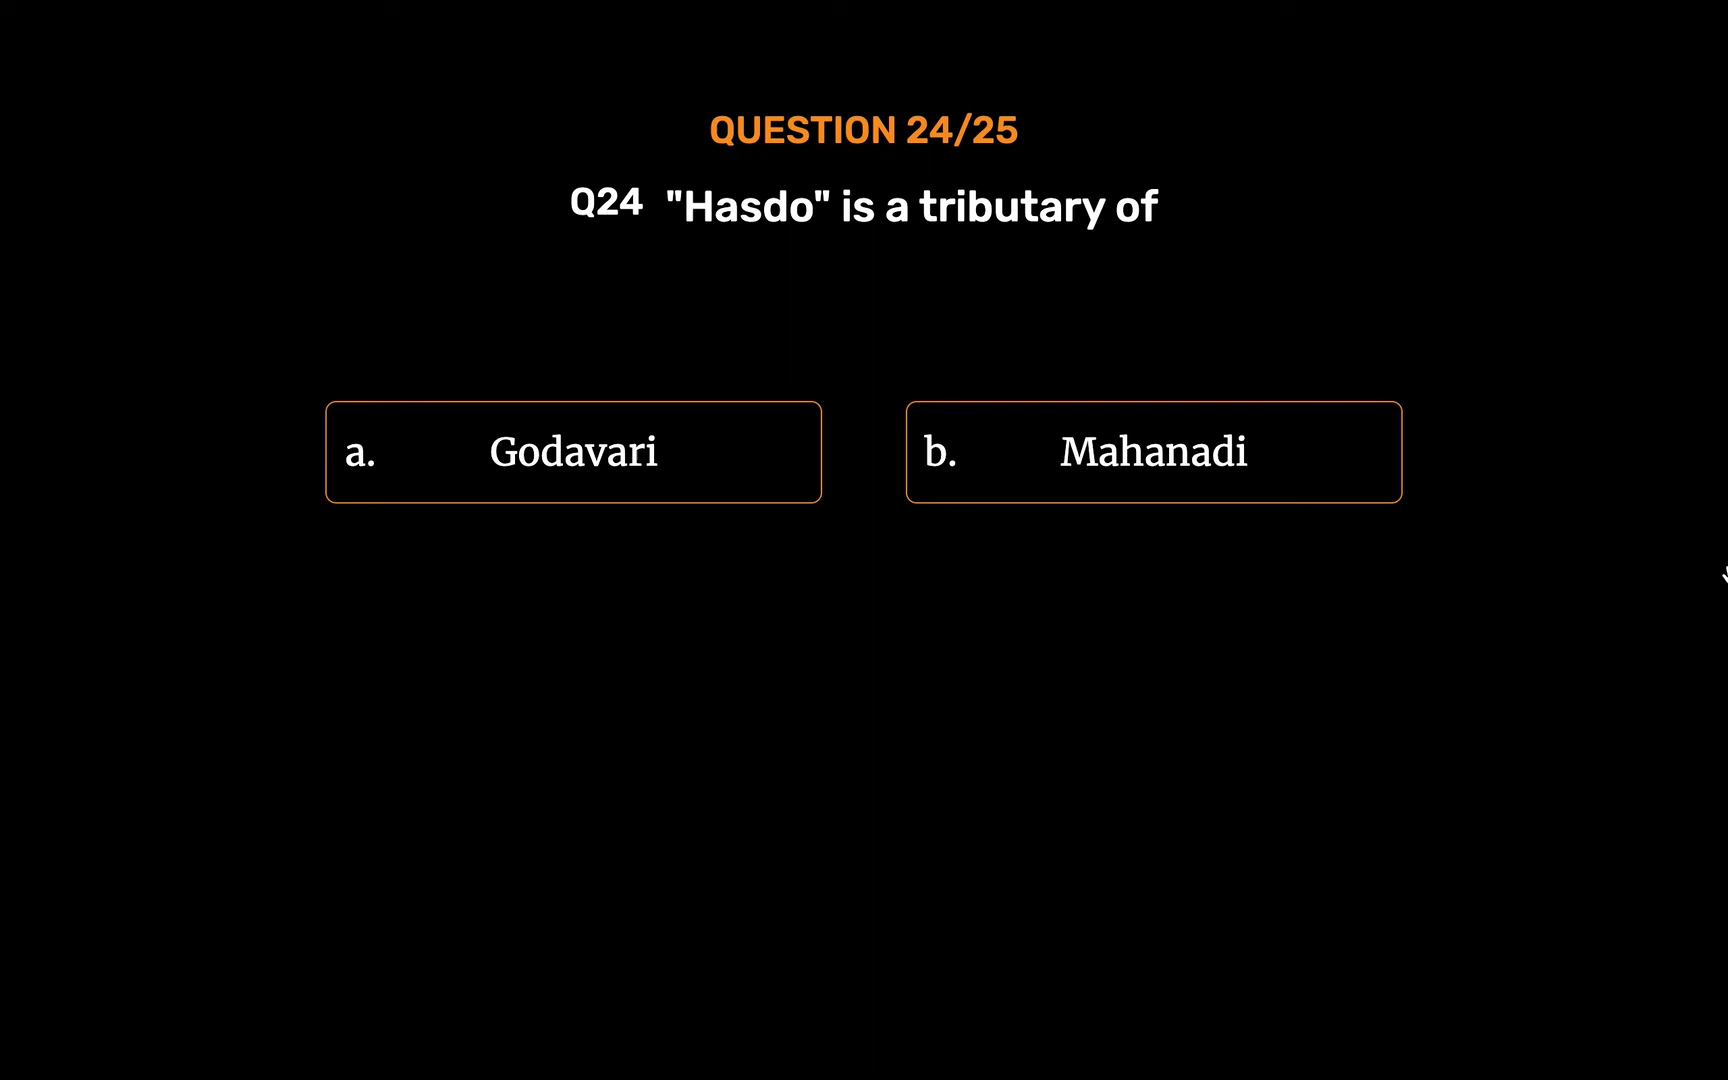 QUESTION 24/25
Q24 "Hasdo" is a tributary of
a. Godavari
b. Mahanadi